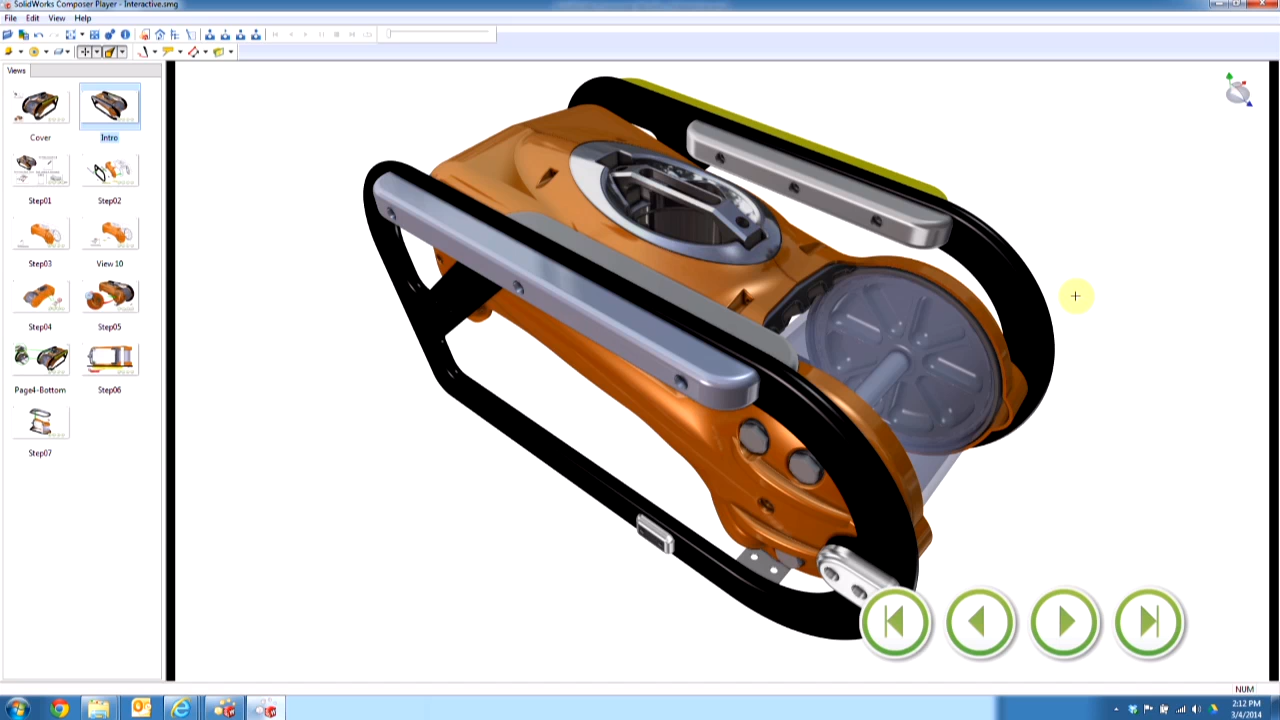 SolidWorks Composer Player - Interactive.smg
File Edit View Help
Views
Cover Intro
Step01 Step02
Step03 View 10
Step04 Step05
Page4-Bottom Step06
Step07
NUM
2:12 PM
3/4/2014